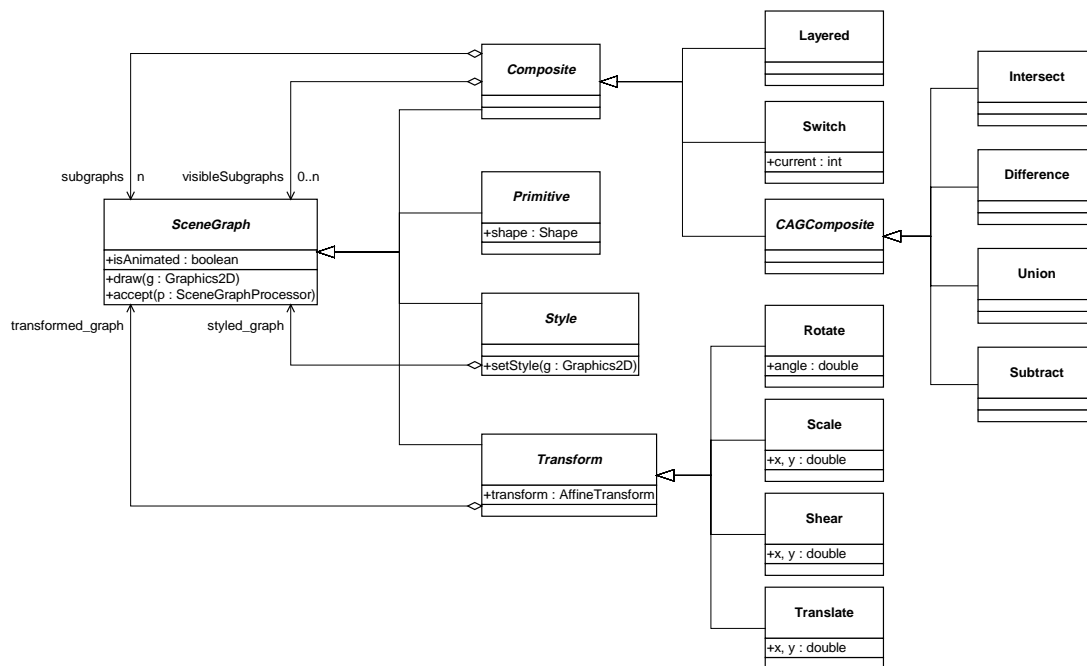 Layered
Composite
Intersect
Switch
+current : int
Difference
subgraphs n
visibleSubgraphs 0..n
Primitive
+shape : Shape
SceneGraph
+isAnimated : boolean
+draw(g : Graphics2D)
+accept(p : SceneGraphProcessor)
CAGComposite
Union
transformed_graph
styled_graph
Style
+setStyle(g : Graphics2D)
Rotate
+angle : double
Subtract
Scale
+x, y : double
Transform
+transform : AffineTransform
Shear
+x, y : double
Translate
+x, y : double